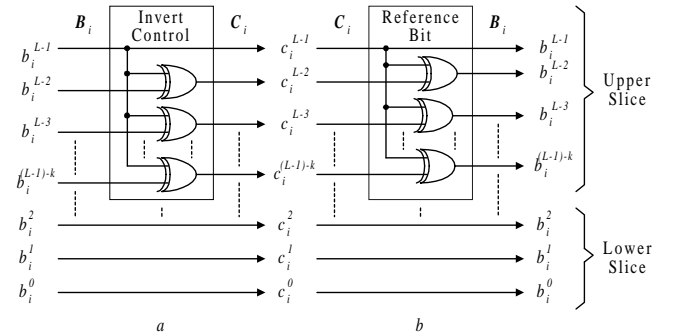 B_i Invert Control C_i C_i Reference Bit B_i
b_i^{L-1} c_i^{L-1} b_i^{L-1}
b_i^{L-2} c_i^{L-2} b_i^{L-2}
b_i^{L-3} c_i^{L-3} b_i^{L-3}
Upper Slice
b_i^{(L-1)-k} c_i^{(L-1)-k} b_i^{(L-1)-k}
b_i^2 c_i^2 b_i^2
b_i^1 c_i^1 b_i^1
Lower Slice
b_i^0 c_i^0 b_i^0
a b